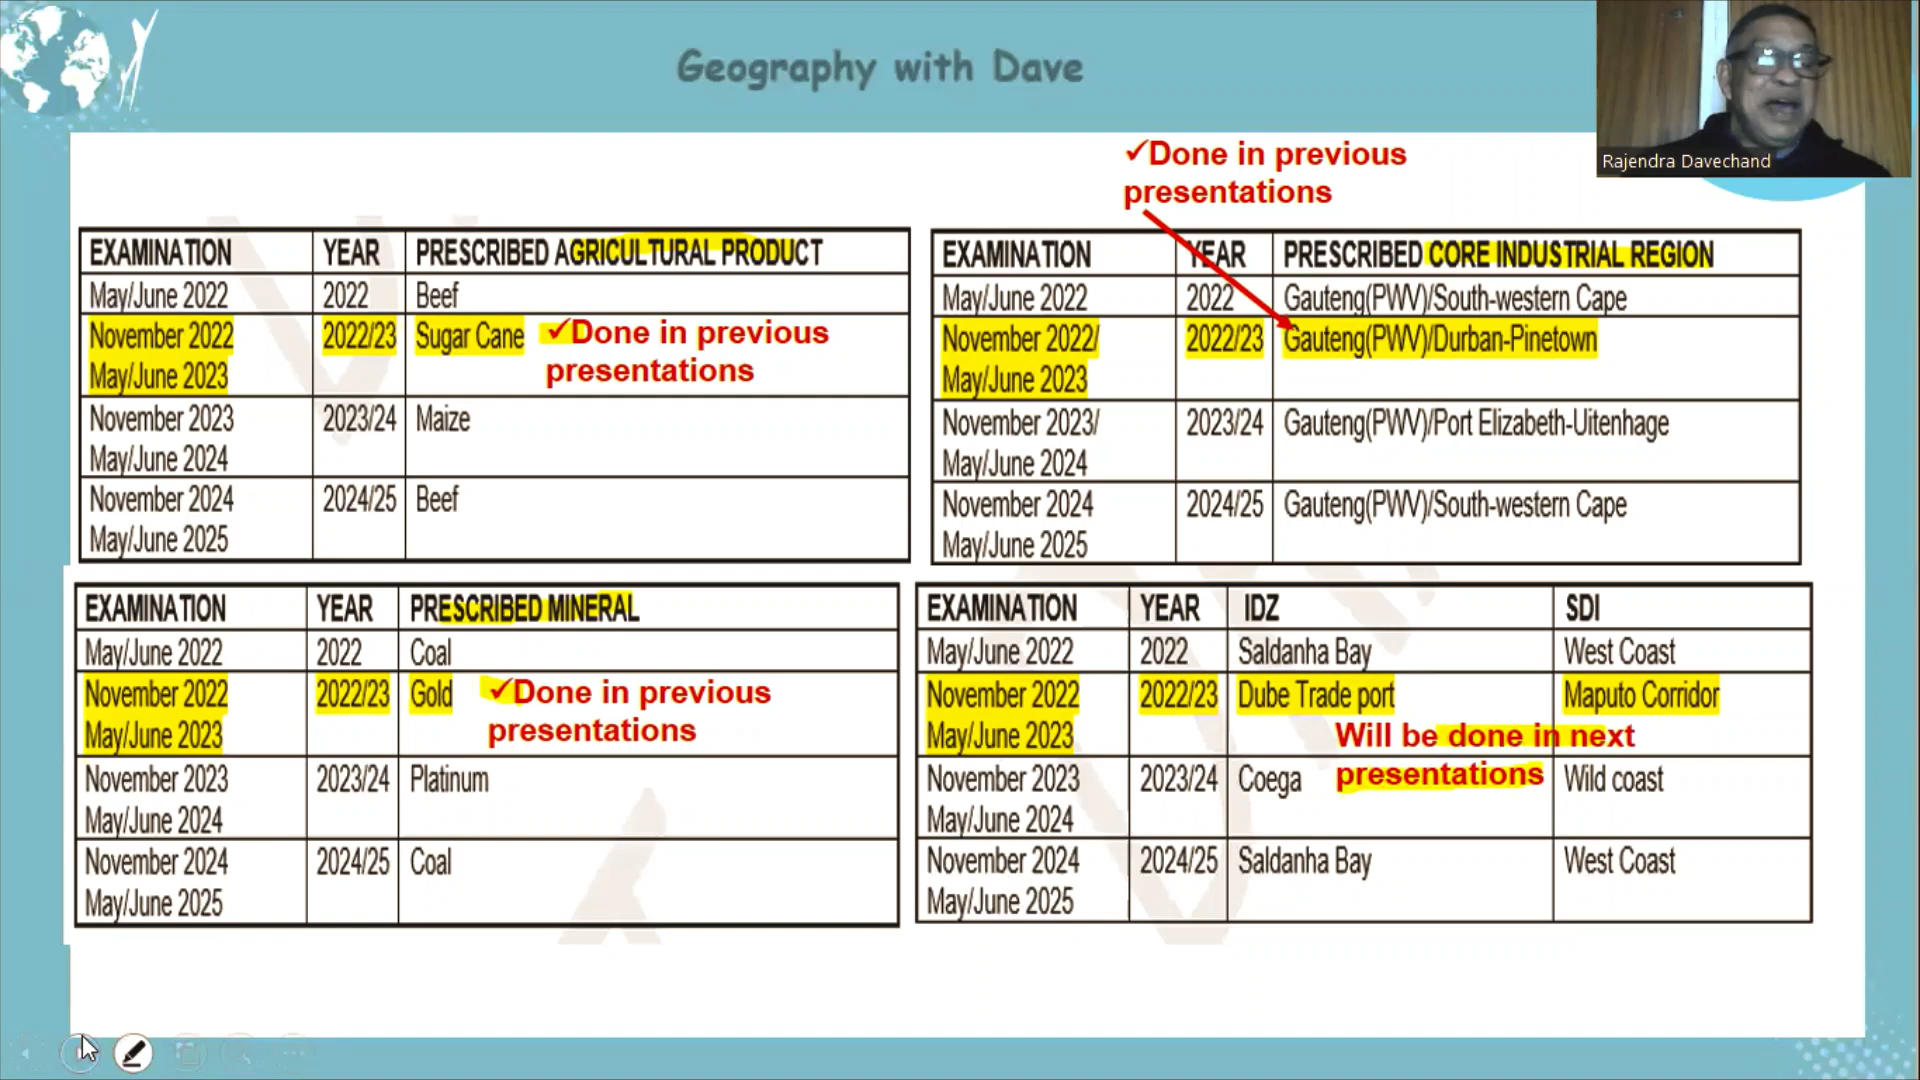 Geography with Dave
Rajendra Davechand
✓Done in previous
presentations
EXAMINATION YEAR PRESCRIBED AGRICULTURAL PRODUCT
May/June 2022 2022 Beef
November 2022 2022/23 Sugar Cane ✓Done in previous
May/June 2023 presentations
November 2023 2023/24 Maize
May/June 2024
November 2024 2024/25 Beef
May/June 2025
EXAMINATION YEAR PRESCRIBED CORE INDUSTRIAL REGION
May/June 2022 2022 Gauteng(PWV)/South-western Cape
November 2022/ 2022/23 Gauteng(PWV)/Durban-Pinetown
May/June 2023
November 2023/ 2023/24 Gauteng(PWV)/Port Elizabeth-Uitenhage
May/June 2024
November 2024 2024/25 Gauteng(PWV)/South-western Cape
May/June 2025
EXAMINATION YEAR PRESCRIBED MINERAL
May/June 2022 2022 Coal
November 2022 2022/23 Gold ✓Done in previous
May/June 2023 presentations
November 2023 2023/24 Platinum
May/June 2024
November 2024 2024/25 Coal
May/June 2025
EXAMINATION YEAR IDZ SDI
May/June 2022 2022 Saldanha Bay West Coast
November 2022 2022/23 Dube Trade port Maputo Corridor
May/June 2023 Will be done in next
presentations
November 2023 2023/24 Coega Wild coast
May/June 2024
November 2024 2024/25 Saldanha Bay West Coast
May/June 2025